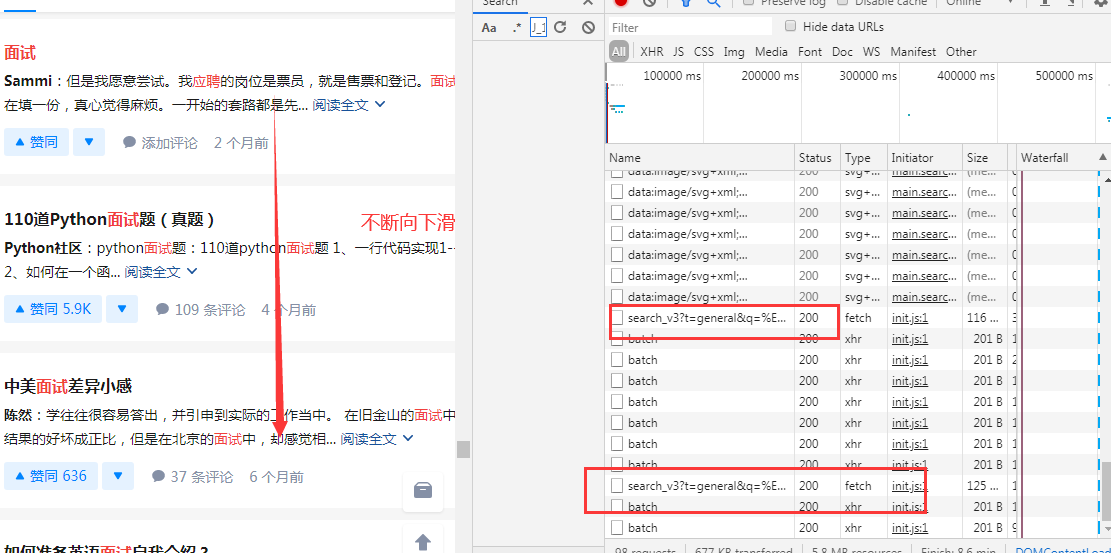 面试
Sammi：但是我愿意尝试。我应聘的岗位是票员，就是售票和登记。面试
在填一份，真心觉得麻烦。一开始的套路都是先... 阅读全文
赞同
添加评论
2 个月前
110道Python面试题（真题）
不断向下滑
Python社区：python面试题：110道python面试题 1、一行代码实现1-
2、如何在一个函... 阅读全文
赞同 5.9K
109 条评论
4 个月前
中美面试差异小感
陈然：学往往很容易答出，并引申到实际的工作当中。 在旧金山的面试中
结果的好坏成正比，但是在北京的面试中，却感觉相... 阅读全文
赞同 636
37 条评论
6 个月前
如何准备英语面试自我介绍？
Search
Aa .*
Preserve log
Disable cache
Online
Filter
Hide data URLs
All XHR JS CSS Img Media Font Doc WS Manifest Other
100000 ms 200000 ms 300000 ms 400000 ms 500000 ms
Name Status Type Initiator Size Waterfall
data:image/svg+xml;... 200 svg+... main.searc... (me...
data:image/svg+xml;... 200 svg+... main.searc... (me...
data:image/svg+xml;... 200 svg+... main.searc... (me...
data:image/svg+xml;... 200 svg+... main.searc... (me...
data:image/svg+xml;... 200 svg+... main.searc... (me...
data:image/svg+xml;... 200 svg+... main.searc... (me...
data:image/svg+xml;... 200 svg+... main.searc... (me...
search_v3?t=general&q=%E... 200 fetch init.js:1 116 ...
batch 200 xhr init.js:1 201 B
batch 200 xhr init.js:1 201 B
batch 200 xhr init.js:1 201 B
batch 200 xhr init.js:1 201 B
batch 200 xhr init.js:1 201 B
batch 200 xhr init.js:1 201 B
batch 200 xhr init.js:1 201 B
search_v3?t=general&q=%E... 200 fetch init.js:1 125 ...
batch 200 xhr init.js:1 201 B
batch 200 xhr init.js:1 201 B
98 requests 677 KB transferred 5.8 MB resources Finish: 8.6 min DOMContentLoad